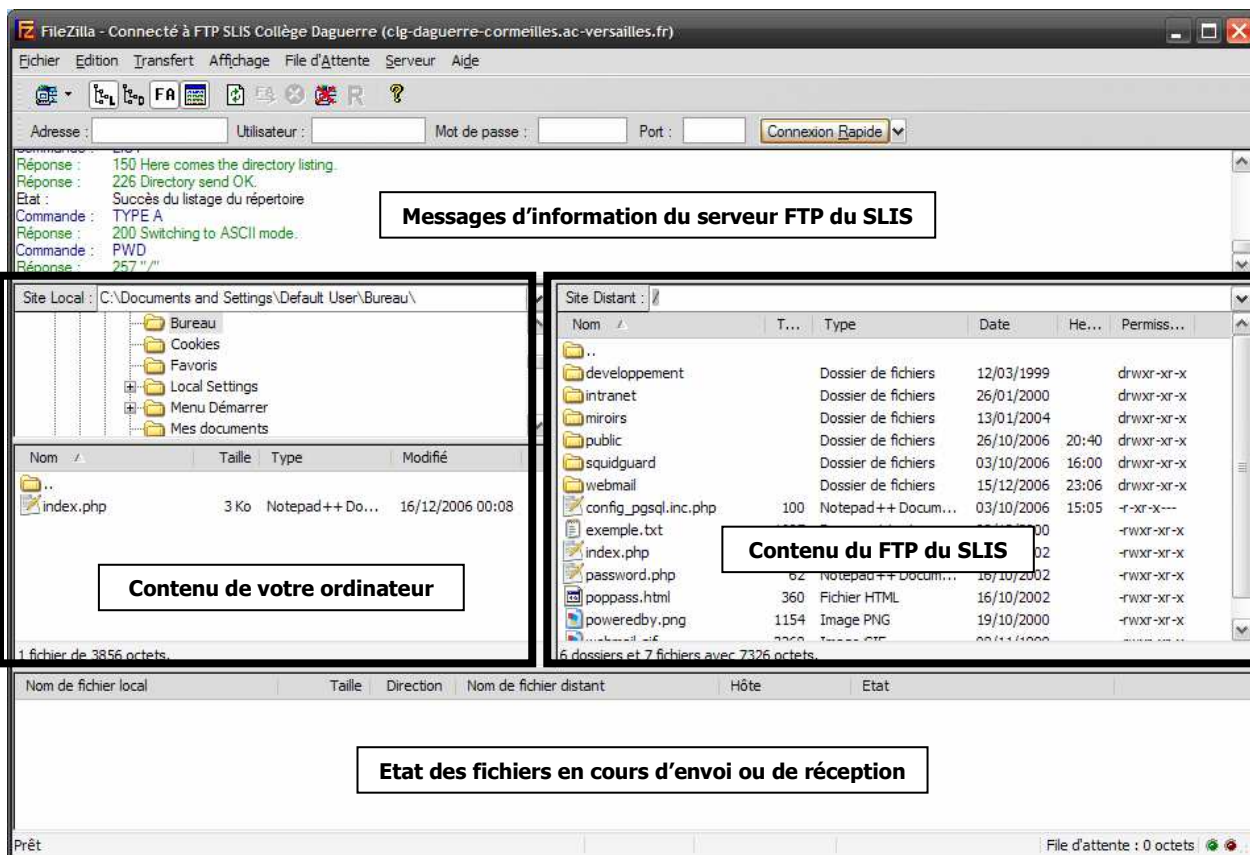 FileZilla - Connecté à FTP SLIS Collège Daguerre (clg-daguerre-cormeilles.ac-versailles.fr)
Fichier Edition Transfert Affichage File d'Attente Serveur Aide
FA R ?
Adresse : Utilisateur : Mot de passe : Port : Connexion Rapide
Réponse : 150 Here comes the directory listing.
Réponse : 226 Directory send OK.
Etat : Succès du listage du répertoire
Commande : TYPE A
Réponse : 200 Switching to ASCII mode.
Commande : PWD
Réponse : 257 "/"
Messages d'information du serveur FTP du SLIS
Site Local : C:\Documents and Settings\Default User\Bureau\
Bureau
Cookies
Favoris
Local Settings
Menu Démarrer
Mes documents
Nom Taille Type Modifié
..
index.php 3 Ko Notepad++ Do... 16/12/2006 00:08
Contenu de votre ordinateur
1 fichier de 3856 octets.
Site Distant : /
Nom T... Type Date He... Permiss...
..
developpement Dossier de fichiers 12/03/1999 drwxr-xr-x
intranet Dossier de fichiers 26/01/2000 drwxr-xr-x
miroirs Dossier de fichiers 13/01/2004 drwxr-xr-x
public Dossier de fichiers 26/10/2006 20:40 drwxr-xr-x
squidguard Dossier de fichiers 03/10/2006 16:00 drwxr-xr-x
webmail Dossier de fichiers 15/12/2006 23:06 drwxr-xr-x
config_pgsql.inc.php 100 Notepad++ Docum... 03/10/2006 15:05 -r-xr-x---
exemple.txt -rwxr-xr-x
index.php -rwxr-xr-x
password.php 62 Notepad++ Docum... 16/10/2002 -rwxr-xr-x
poppass.html 360 Fichier HTML 16/10/2002 -rwxr-xr-x
poweredby.png 1154 Image PNG 19/10/2000 -rwxr-xr-x
Contenu du FTP du SLIS
6 dossiers et 7 fichiers avec 7326 octets.
Nom de fichier local Taille Direction Nom de fichier distant Hôte Etat
Etat des fichiers en cours d'envoi ou de réception
Prêt File d'attente : 0 octets